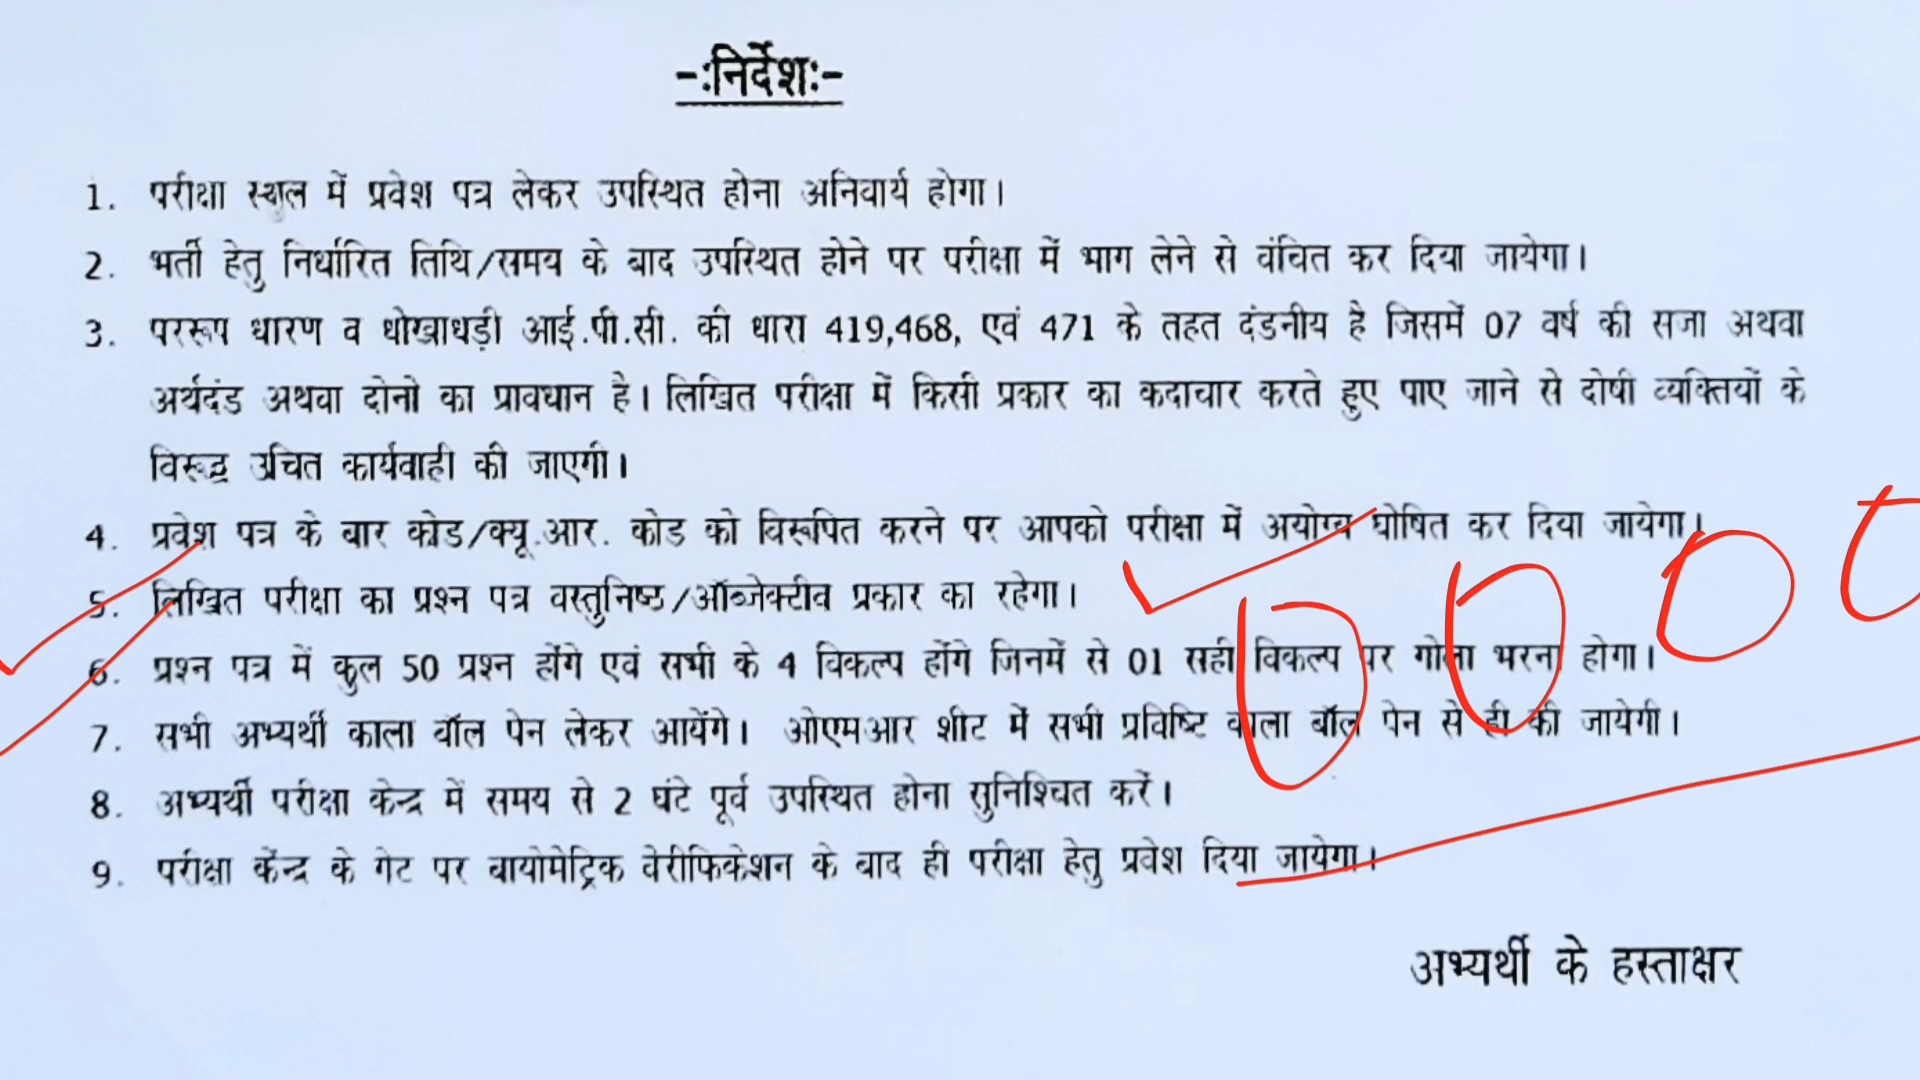 -:निर्देशः-
1. परीक्षा स्थल में प्रवेश पत्र लेकर उपस्थित होना अनिवार्य होगा।
2. भर्ती हेतु निर्धारित तिथि/समय के बाद उपस्थित होने पर परीक्षा में भाग लेने से वंचित कर दिया जायेगा।
3. पररूप धारण व धोखाधड़ी आई.पी.सी. की धारा 419,468, एवं 471 के तहत दंडनीय है जिसमें 07 वर्ष की सजा अथवा
अर्थदंड अथवा दोनो का प्रावधान है। लिखित परीक्षा में किसी प्रकार का कदाचार करते हुए पाए जाने से दोषी व्यक्तियों के
विरूद्ध उचित कार्यवाही की जाएगी।
4. प्रवेश पत्र के बार कोड/क्यू.आर. कोड को विरूपित करने पर आपको परीक्षा में अयोग्य घोषित कर दिया जायेगा।
5. लिखित परीक्षा का प्रश्न पत्र वस्तुनिष्ठ/ऑब्जेक्टीव प्रकार का रहेगा।
6. प्रश्न पत्र में कुल 50 प्रश्न होंगे एवं सभी के 4 विकल्प होंगे जिनमें से 01 सही विकल्प पर गोला भरना होगा।
7. सभी अभ्यर्थी काला बॉल पेन लेकर आयेंगे। ओएमआर शीट में सभी प्रविष्टि काला बॉल पेन से ही की जायेगी।
8. अभ्यर्थी परीक्षा केन्द्र में समय से 2 घंटे पूर्व उपस्थित होना सुनिश्चित करें।
9. परीक्षा केंन्द्र के गेट पर बायोमेट्रिक वेरीफिकेशन के बाद ही परीक्षा हेतु प्रवेश दिया जायेगा।
अभ्यर्थी के हस्ताक्षर